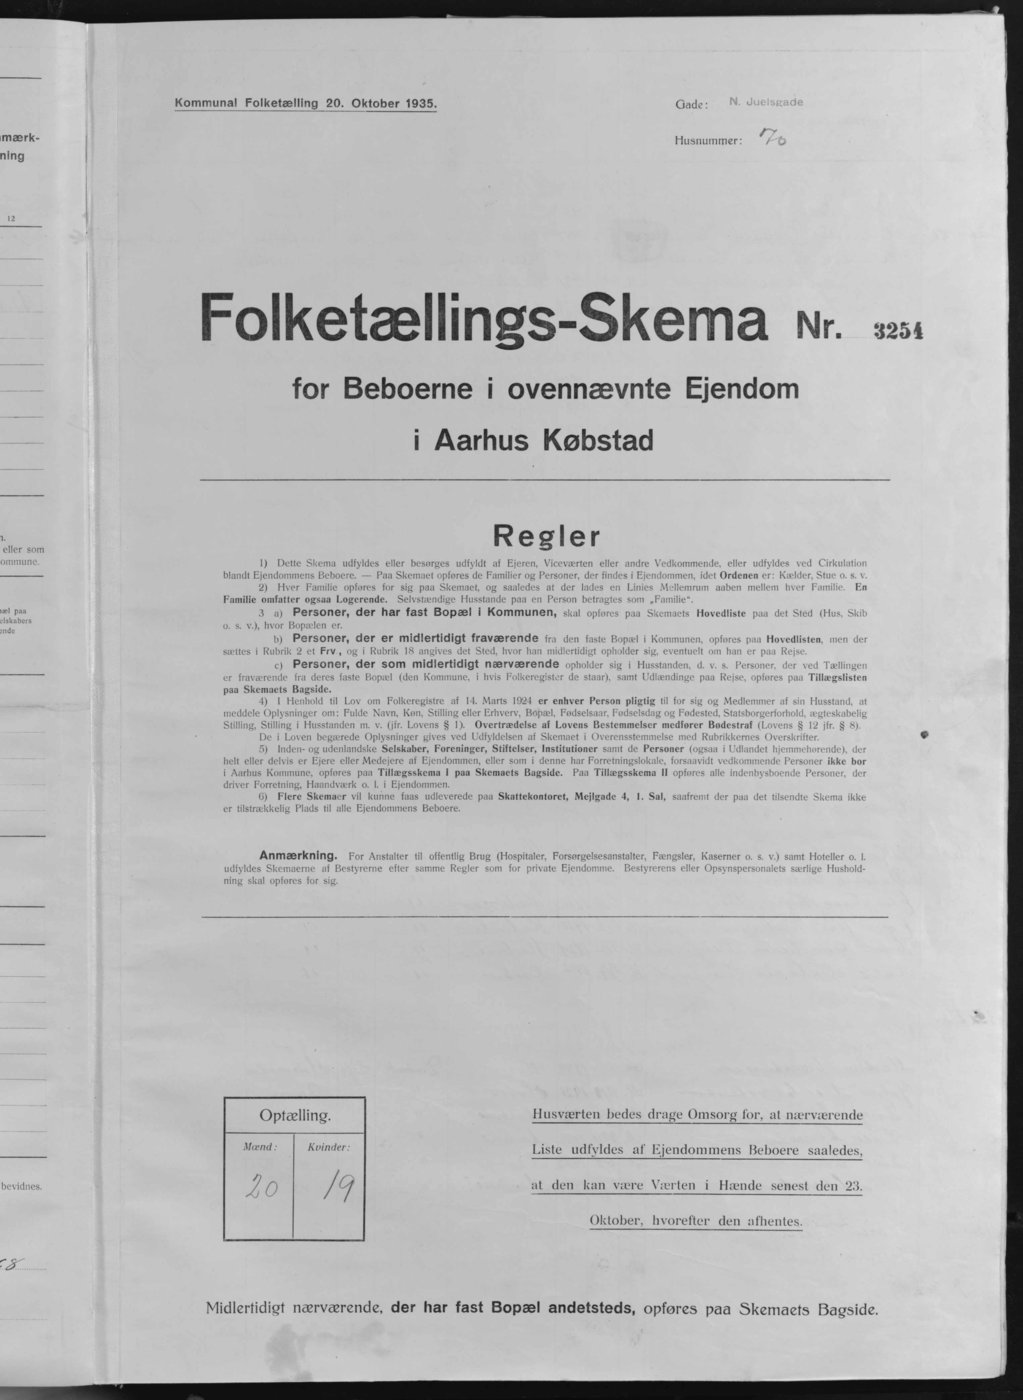 mærk-
ning
12
eller som
ommune.
æl paa
elskabers
ende
bevidnes.
Kommunal Folketælling 20. Oktober 1935.
Gade: N. Juelsgade
Husnummer: 70
Folketællings-Skema Nr. 3254
for Beboerne i ovennævnte Ejendom
i Aarhus Købstad
Regler
1) Dette Skema udfyldes eller besørges udfyldt af Ejeren, Viceværten eller andre Vedkommende, eller udfyldes ved Cirkulation
blandt Ejendommens Beboere. — Paa Skemaet opføres de Familier og Personer, der findes i Ejendommen, idet Ordenen er: Kælder, Stue o. s. v.
2) Hver Familie opføres for sig paa Skemaet, og saaledes at der lades en Linies Mellemrum aaben mellem hver Familie. En
Familie omfatter ogsaa Logerende. Selvstændige Husstande paa en Person betragtes som „Familie“.
3 a) Personer, der har fast Bopæl i Kommunen, skal opføres paa Skemaets Hovedliste paa det Sted (Hus, Skib
o. s. v.), hvor Bopælen er.
b) Personer, der er midlertidigt fraværende fra den faste Bopæl i Kommunen, opføres paa Hovedlisten, men der
sættes i Rubrik 2 et Frv., og i Rubrik 18 angives det Sted, hvor han midlertidigt opholder sig, eventuelt om han er paa Rejse.
c) Personer, der som midlertidigt nærværende opholder sig i Husstanden, d. v. s. Personer, der ved Tællingen
er fraværende fra deres faste Bopæl (den Kommune, i hvis Folkeregister de staar), samt Udlændinge paa Rejse, opføres paa Tillægslisten
paa Skemaets Bagside.
4) I Henhold til Lov om Folkeregistre af 14. Marts 1924 er enhver Person pligtig til for sig og Medlemmer af sin Husstand, at
meddele Oplysninger om: Fulde Navn, Køn, Stilling eller Erhverv, Bopæl, Fødselsaar, Fødselsdag og Fødested, Statsborgerforhold, ægteskabelig
Stilling, Stilling i Husstanden m. v. (jfr. Lovens § 1). Overtrædelse af Lovens Bestemmelser medfører Bødestraf (Lovens § 12 jfr. § 8).
De i Loven begærede Oplysninger gives ved Udfyldelsen af Skemaet i Overensstemmelse med Rubrikkernes Overskrifter.
5) Inden- og udenlandske Selskaber, Foreninger, Stiftelser, Institutioner samt de Personer (ogsaa i Udlandet hjemmehørende), der
helt eller delvis er Ejere eller Medejere af Ejendommen, eller som i denne har Forretningslokale, forsaavidt vedkommende Personer ikke bor
i Aarhus Kommune, opføres paa Tillægsskema I paa Skemaets Bagside. Paa Tillægsskema II opføres alle indenbysboende Personer, der
driver Forretning, Haandværk o. l. i Ejendommen.
6) Flere Skemaer vil kunne faas udleverede paa Skattekontoret, Mejlgade 4, 1. Sal, saafremt der paa det tilsendte Skema ikke
er tilstrækkelig Plads til alle Ejendommens Beboere.
Anmærkning. For Anstalter til offentlig Brug (Hospitaler, Forsørgelsesanstalter, Fængsler, Kaserner o. s. v.) samt Hoteller o. l.
udfyldes Skemaerne af Bestyrerne efter samme Regler som for private Ejendomme. Bestyrerens eller Opsynspersonalets særlige Hushold-
ning skal opføres for sig.
Optælling.
Mænd: Kvinder:
20 19
Husværten bedes drage Omsorg for, at nærværende
Liste udfyldes af Ejendommens Beboere saaledes,
at den kan være Værten i Hænde senest den 23.
Oktober, hvorefter den afhentes.
Midlertidigt nærværende, der har fast Bopæl andetsteds, opføres paa Skemaets Bagside.